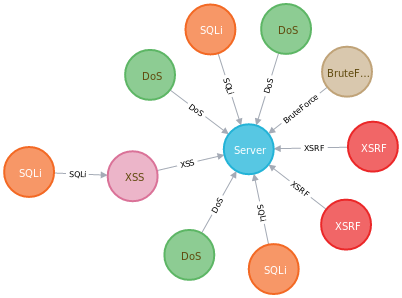 SQLi
DoS
SQLi
DoS
DoS
DoS
BruteF...
BruteForce
SQLi
SQLi
XSS
XSS
Server
XSRF
XSRF
XSRF
XSRF
DoS
DoS
SQLi
SQLi